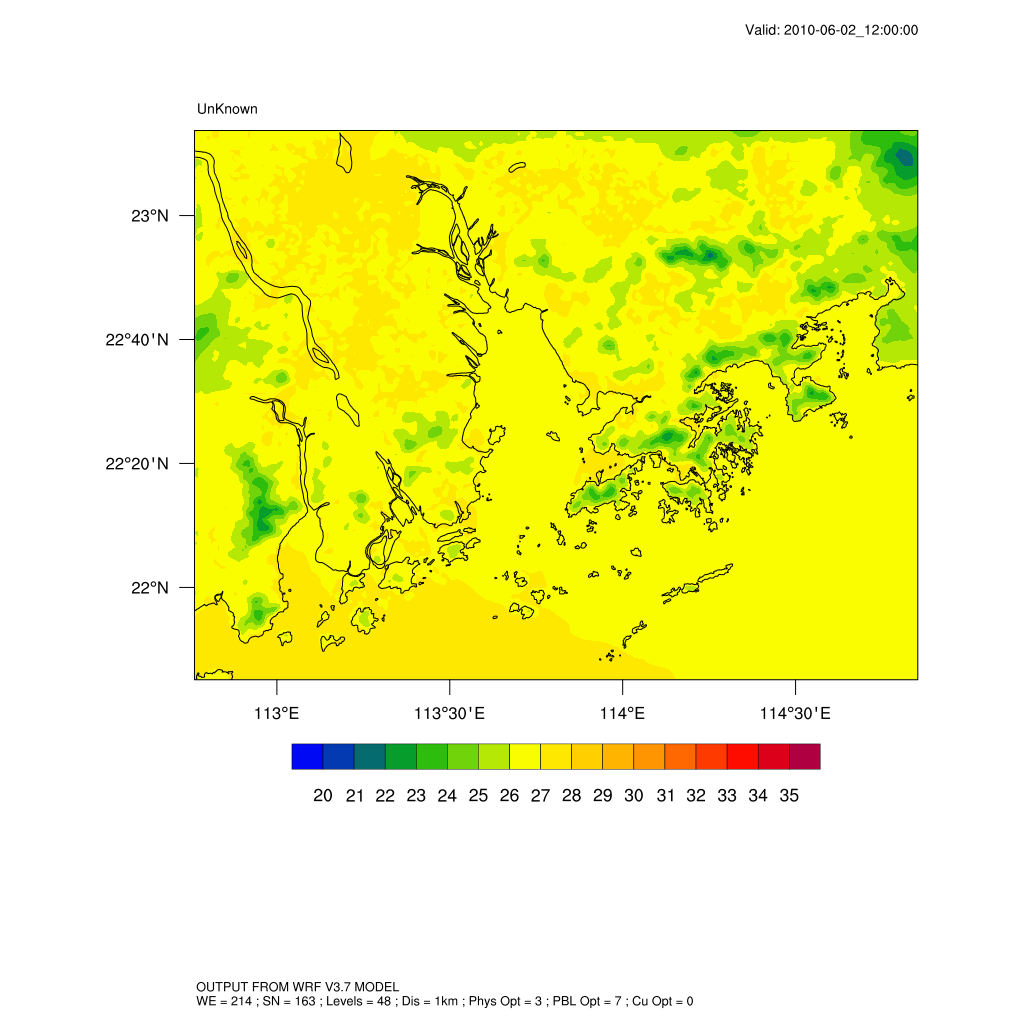 Valid: 2010-06-02_12:00:00
UnKnown
23°N
22°40'N
22°20'N
22°N
113°E 113°30'E 114°E 114°30'E
20 21 22 23 24 25 26 27 28 29 30 31 32 33 34 35
OUTPUT FROM WRF V3.7 MODEL
WE = 214 ; SN = 163 ; Levels = 48 ; Dis = 1km ; Phys Opt = 3 ; PBL Opt = 7 ; Cu Opt = 0